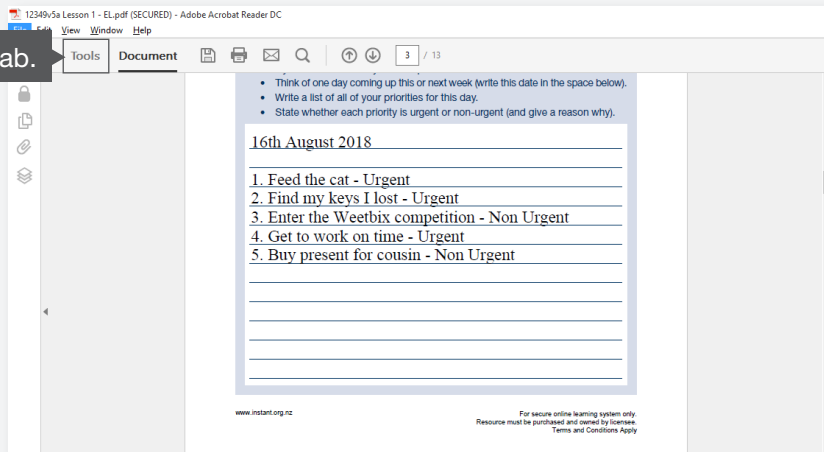 12349v5a Lesson 1 - EL.pdf (SECURED) - Adobe Acrobat Reader DC
File Edit View Window Help
ab.
Tools Document 3 / 13
• Think of one day coming up this or next week (write this date in the space below).
• Write a list of all of your priorities for this day.
• State whether each priority is urgent or non-urgent (and give a reason why).
16th August 2018
1. Feed the cat - Urgent
2. Find my keys I lost - Urgent
3. Enter the Weetbix competition - Non Urgent
4. Get to work on time - Urgent
5. Buy present for cousin - Non Urgent
www.instant.org.nz
For secure online learning system only.
Resource must be purchased and owned by licensee.
Terms and Conditions Apply